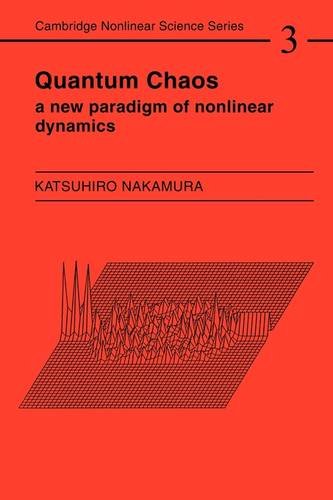 Cambridge Nonlinear Science Series
3
Quantum Chaos
a new paradigm of nonlinear
dynamics
KATSUHIRO NAKAMURA